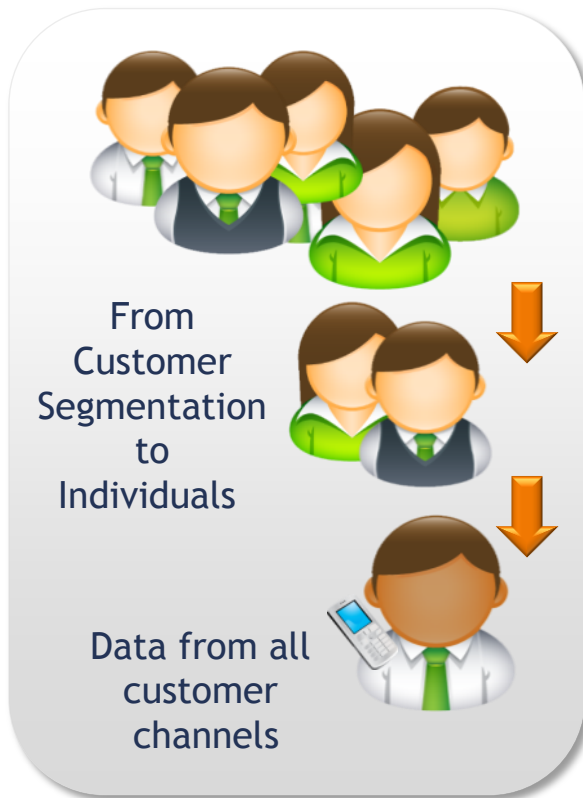 From
Customer
Segmentation
to
Individuals
Data from all
customer
channels